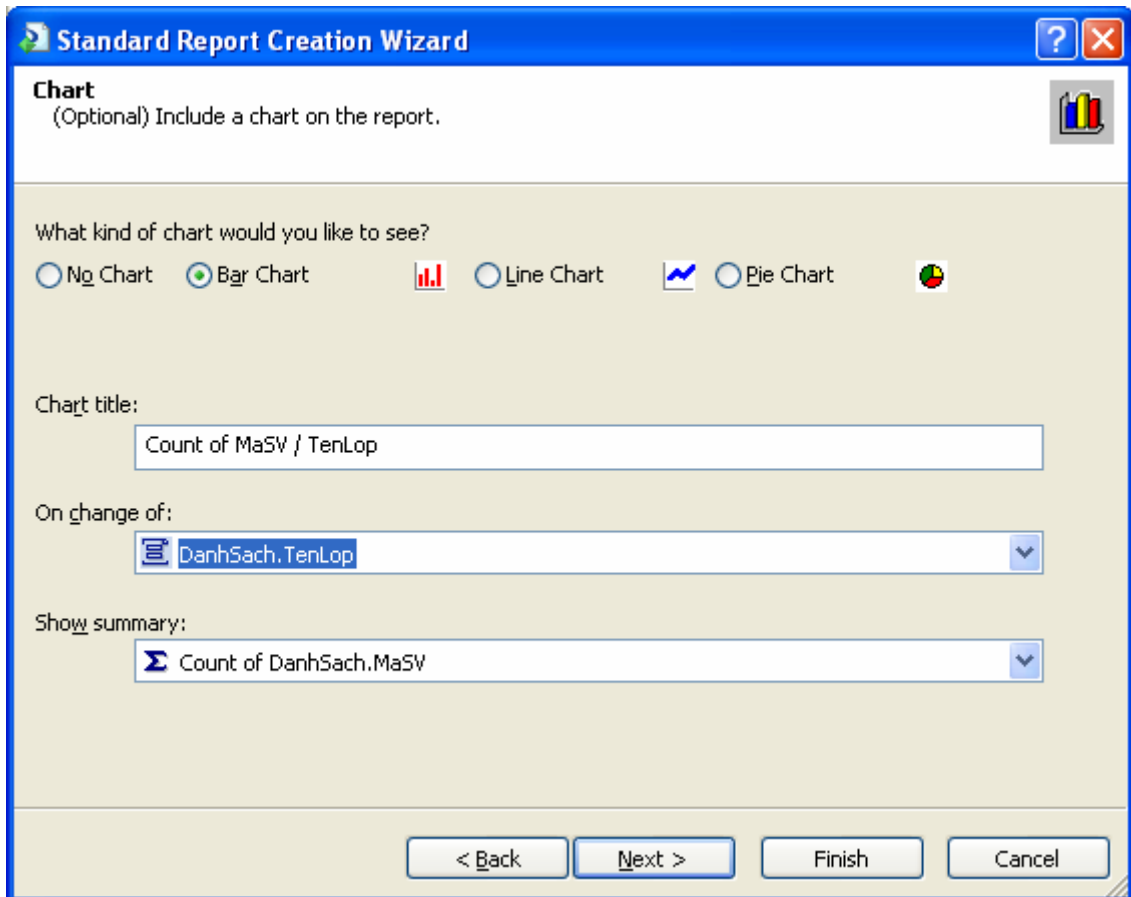 Standard Report Creation Wizard
Chart
(Optional) Include a chart on the report.
What kind of chart would you like to see?
No Chart Bar Chart Line Chart Pie Chart
Chart title:
Count of MaSV / TenLop
On change of:
DanhSach.TenLop
Show summary:
Σ Count of DanhSach.MaSV
< Back Next > Finish Cancel